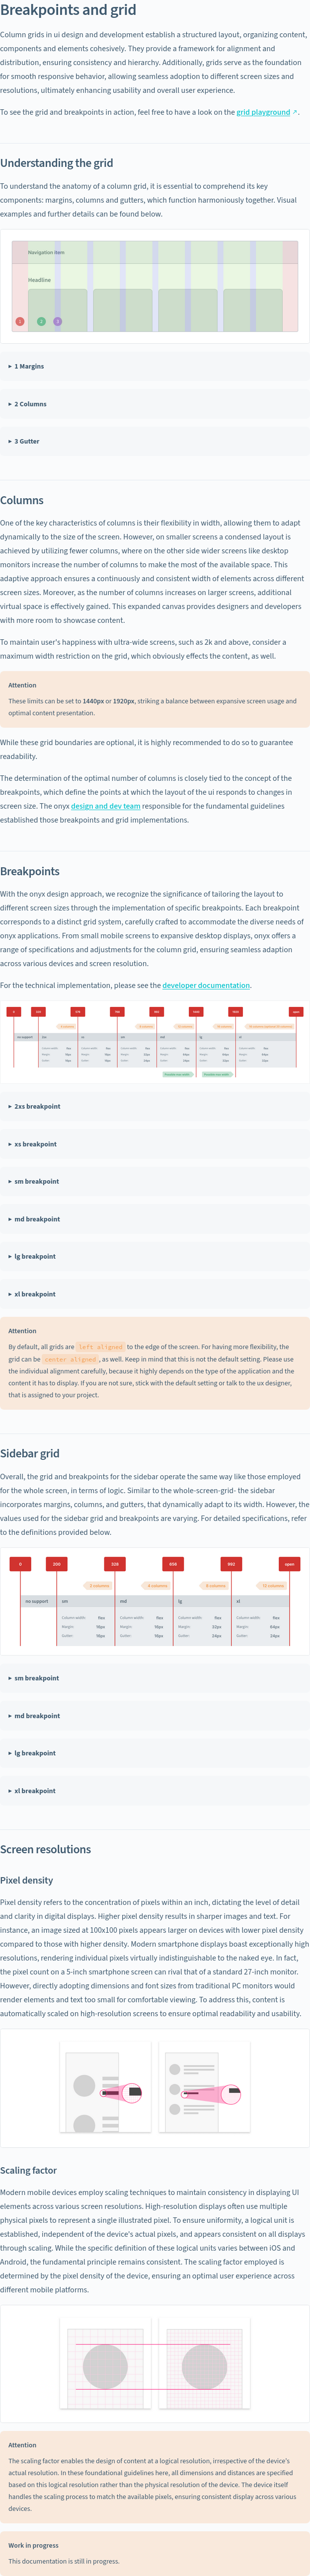 Breakpoints and grid
Column grids in ui design and development establish a structured layout, organizing content,
components and elements cohesively. They provide a framework for alignment and
distribution, ensuring consistency and hierarchy. Additionally, grids serve as the foundation
for smooth responsive behavior, allowing seamless adoption to different screen sizes and
resolutions, ultimately enhancing usability and overall user experience.
To see the grid and breakpoints in action, feel free to have a look on the grid playground ↗.
Understanding the grid
To understand the anatomy of a column grid, it is essential to comprehend its key
components: margins, columns and gutters, which function harmoniously together. Visual
examples and further details can be found below.
Navigation item
Headline
1 2 3
▸ 1 Margins
▸ 2 Columns
▸ 3 Gutter
Columns
One of the key characteristics of columns is their flexibility in width, allowing them to adapt
dynamically to the size of the screen. However, on smaller screens a condensed layout is
achieved by utilizing fewer columns, where on the other side wider screens like desktop
monitors increase the number of columns to make the most of the available space. This
adaptive approach ensures a continuously and consistent width of elements across different
screen sizes. Moreover, as the number of columns increases on larger screens, additional
virtual space is effectively gained. This expanded canvas provides designers and developers
with more room to showcase content.
To maintain user's happiness with ultra-wide screens, such as 2k and above, consider a
maximum width restriction on the grid, which obviously effects the content, as well.
Attention
These limits can be set to 1440px or 1920px, striking a balance between expansive screen usage and
optimal content presentation.
While these grid boundaries are optional, it is highly recommended to do so to guarantee
readability.
The determination of the optimal number of columns is closely tied to the concept of the
breakpoints, which define the points at which the layout of the ui responds to changes in
screen size. The onyx design and dev team responsible for the fundamental guidelines
established those breakpoints and grid implementations.
Breakpoints
With the onyx design approach, we recognize the significance of tailoring the layout to
different screen sizes through the implementation of specific breakpoints. Each breakpoint
corresponds to a distinct grid system, carefully crafted to accommodate the diverse needs of
onyx applications. From small mobile screens to expansive desktop displays, onyx offers a
range of specifications and adjustments for the column grid, ensuring seamless adaption
across various devices and screen resolution.
For the technical implementation, please see the developer documentation.
▸ 2xs breakpoint
▸ xs breakpoint
▸ sm breakpoint
▸ md breakpoint
▸ lg breakpoint
▸ xl breakpoint
Attention
By default, all grids are left aligned to the edge of the screen. For having more flexibility, the
grid can be center aligned, as well. Keep in mind that this is not the default setting. Please use
the individual alignment carefully, because it highly depends on the type of the application and the
content it has to display. If you are not sure, stick with the default setting or talk to the ux designer,
that is assigned to your project.
Sidebar grid
Overall, the grid and breakpoints for the sidebar operate the same way like those employed
for the whole screen, in terms of logic. Similar to the whole-screen-grid- the sidebar
incorporates margins, columns, and gutters, that dynamically adapt to its width. However, the
values used for the sidebar grid and breakpoints are varying. For detailed specifications, refer
to the definitions provided below.
no support sm md lg xl
▸ sm breakpoint
▸ md breakpoint
▸ lg breakpoint
▸ xl breakpoint
Screen resolutions
Pixel density
Pixel density refers to the concentration of pixels within an inch, dictating the level of detail
and clarity in digital displays. Higher pixel density results in sharper images and text. For
instance, an image sized at 100x100 pixels appears larger on devices with lower pixel density
compared to those with higher density. Modern smartphone displays boast exceptionally high
resolutions, rendering individual pixels virtually indistinguishable to the naked eye. In fact,
the pixel count on a 5-inch smartphone screen can rival that of a standard 27-inch monitor.
However, directly adopting dimensions and font sizes from traditional PC monitors would
render elements and text too small for comfortable viewing. To address this, content is
automatically scaled on high-resolution screens to ensure optimal readability and usability.
Scaling factor
Modern mobile devices employ scaling techniques to maintain consistency in displaying UI
elements across various screen resolutions. High-resolution displays often use multiple
physical pixels to represent a single illustrated pixel. To ensure uniformity, a logical unit is
established, independent of the device's actual pixels, and appears consistent on all displays
through scaling. While the specific definition of these logical units varies between iOS and
Android, the fundamental principle remains consistent. The scaling factor employed is
determined by the pixel density of the device, ensuring an optimal user experience across
different mobile platforms.
Attention
The scaling factor enables the design of content at a logical resolution, irrespective of the device's
actual resolution. In these foundational guidelines here, all dimensions and distances are specified
based on this logical resolution rather than the physical resolution of the device. The device itself
handles the scaling process to match the available pixels, ensuring consistent display across various
devices.
Work in progress
This documentation is still in progress.